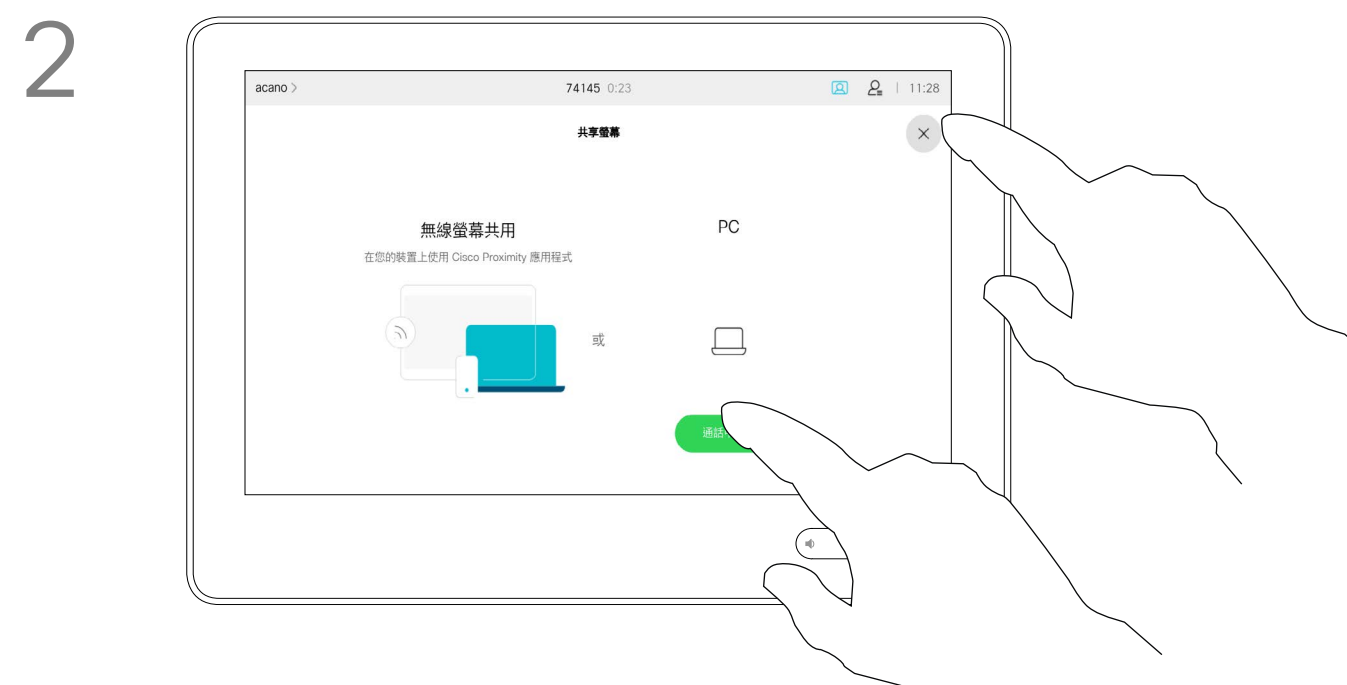 2
acano >
74145 0:23
11:28
共享螢幕
無線螢幕共用
在您的裝置上使用 Cisco Proximity 應用程式
PC
或
通話